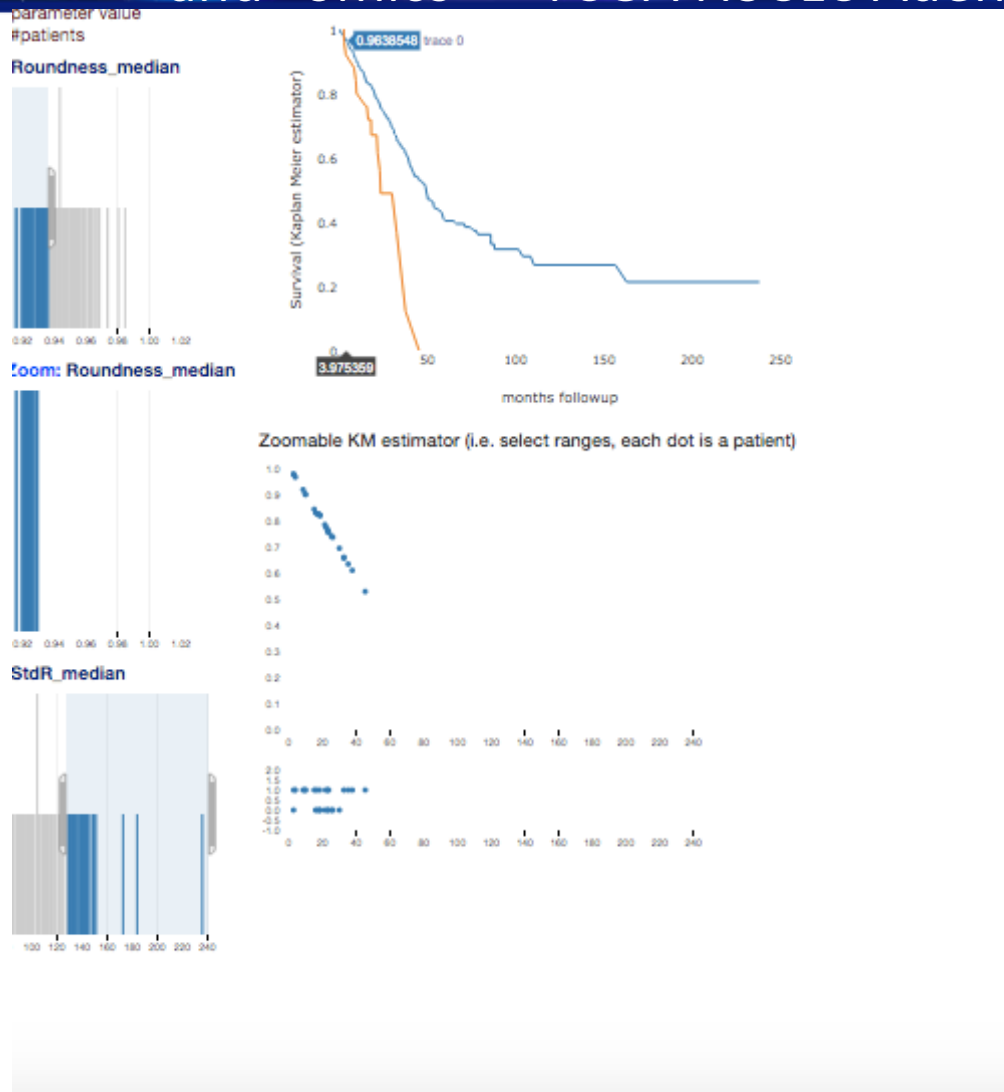 parameter value
#patients
Roundness_median
0.92 0.94 0.96 0.98 1.00 1.02
Zoom: Roundness_median
0.92 0.94 0.96 0.98 1.00 1.02
StdR_median
100 120 140 160 180 200 220 240
1
0.9638548 trace 0
0.8
0.6
0.4
0.2
0
Survival (Kaplan Meier estimator)
3.975359
50 100 150 200 250
months followup
Zoomable KM estimator (i.e. select ranges, each dot is a patient)
1.0
0.9
0.8
0.7
0.6
0.5
0.4
0.3
0.2
0.1
0.0
0 20 40 60 80 100 120 140 160 180 200 220 240
2.0
1.5
1.0
0.5
0.0
-0.5
-1.0
0 20 40 60 80 100 120 140 160 180 200 220 240